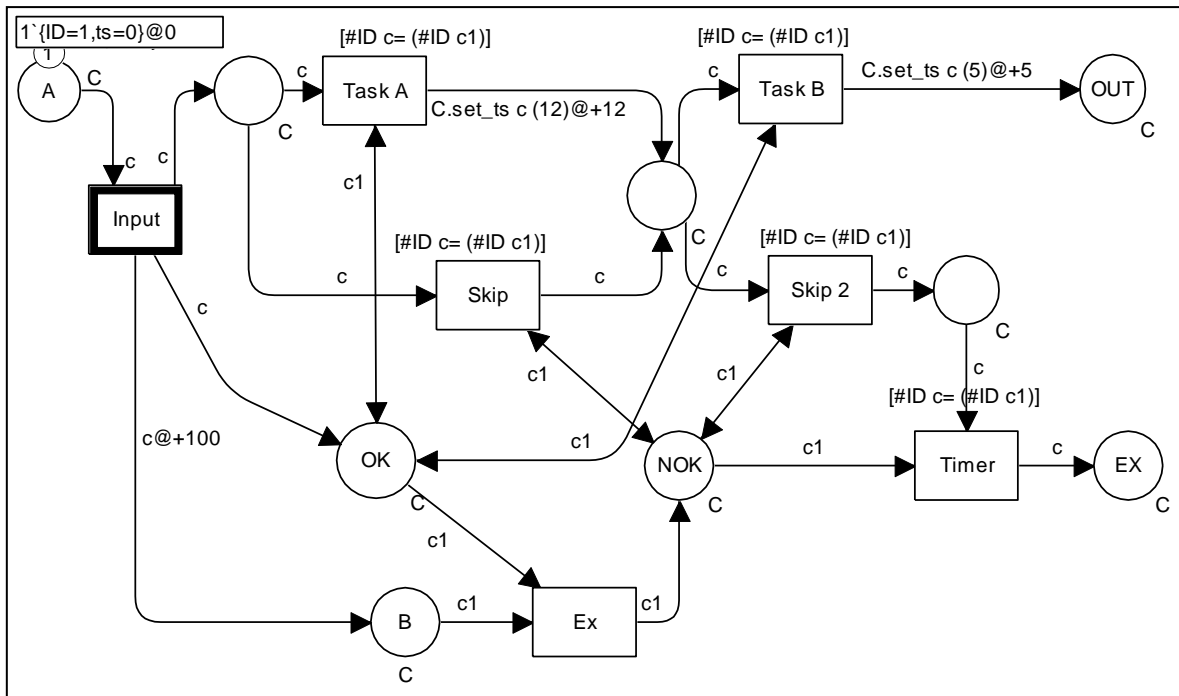 1`{ID=1,ts=0}@0
1
A
C
c
Input
c
C
c
[#ID c= (#ID c1)]
Task A
C.set_ts c (12)@+12
c1
c
[#ID c= (#ID c1)]
Skip
c
C
c
[#ID c= (#ID c1)]
Task B
C.set_ts c (5)@+5
OUT
C
c
[#ID c= (#ID c1)]
Skip 2
c
C
c
[#ID c= (#ID c1)]
Timer
c
EX
C
c
c@+100
OK
C
c1
c1
c1
c1
NOK
C
c1
B
C
c1
Ex
c1